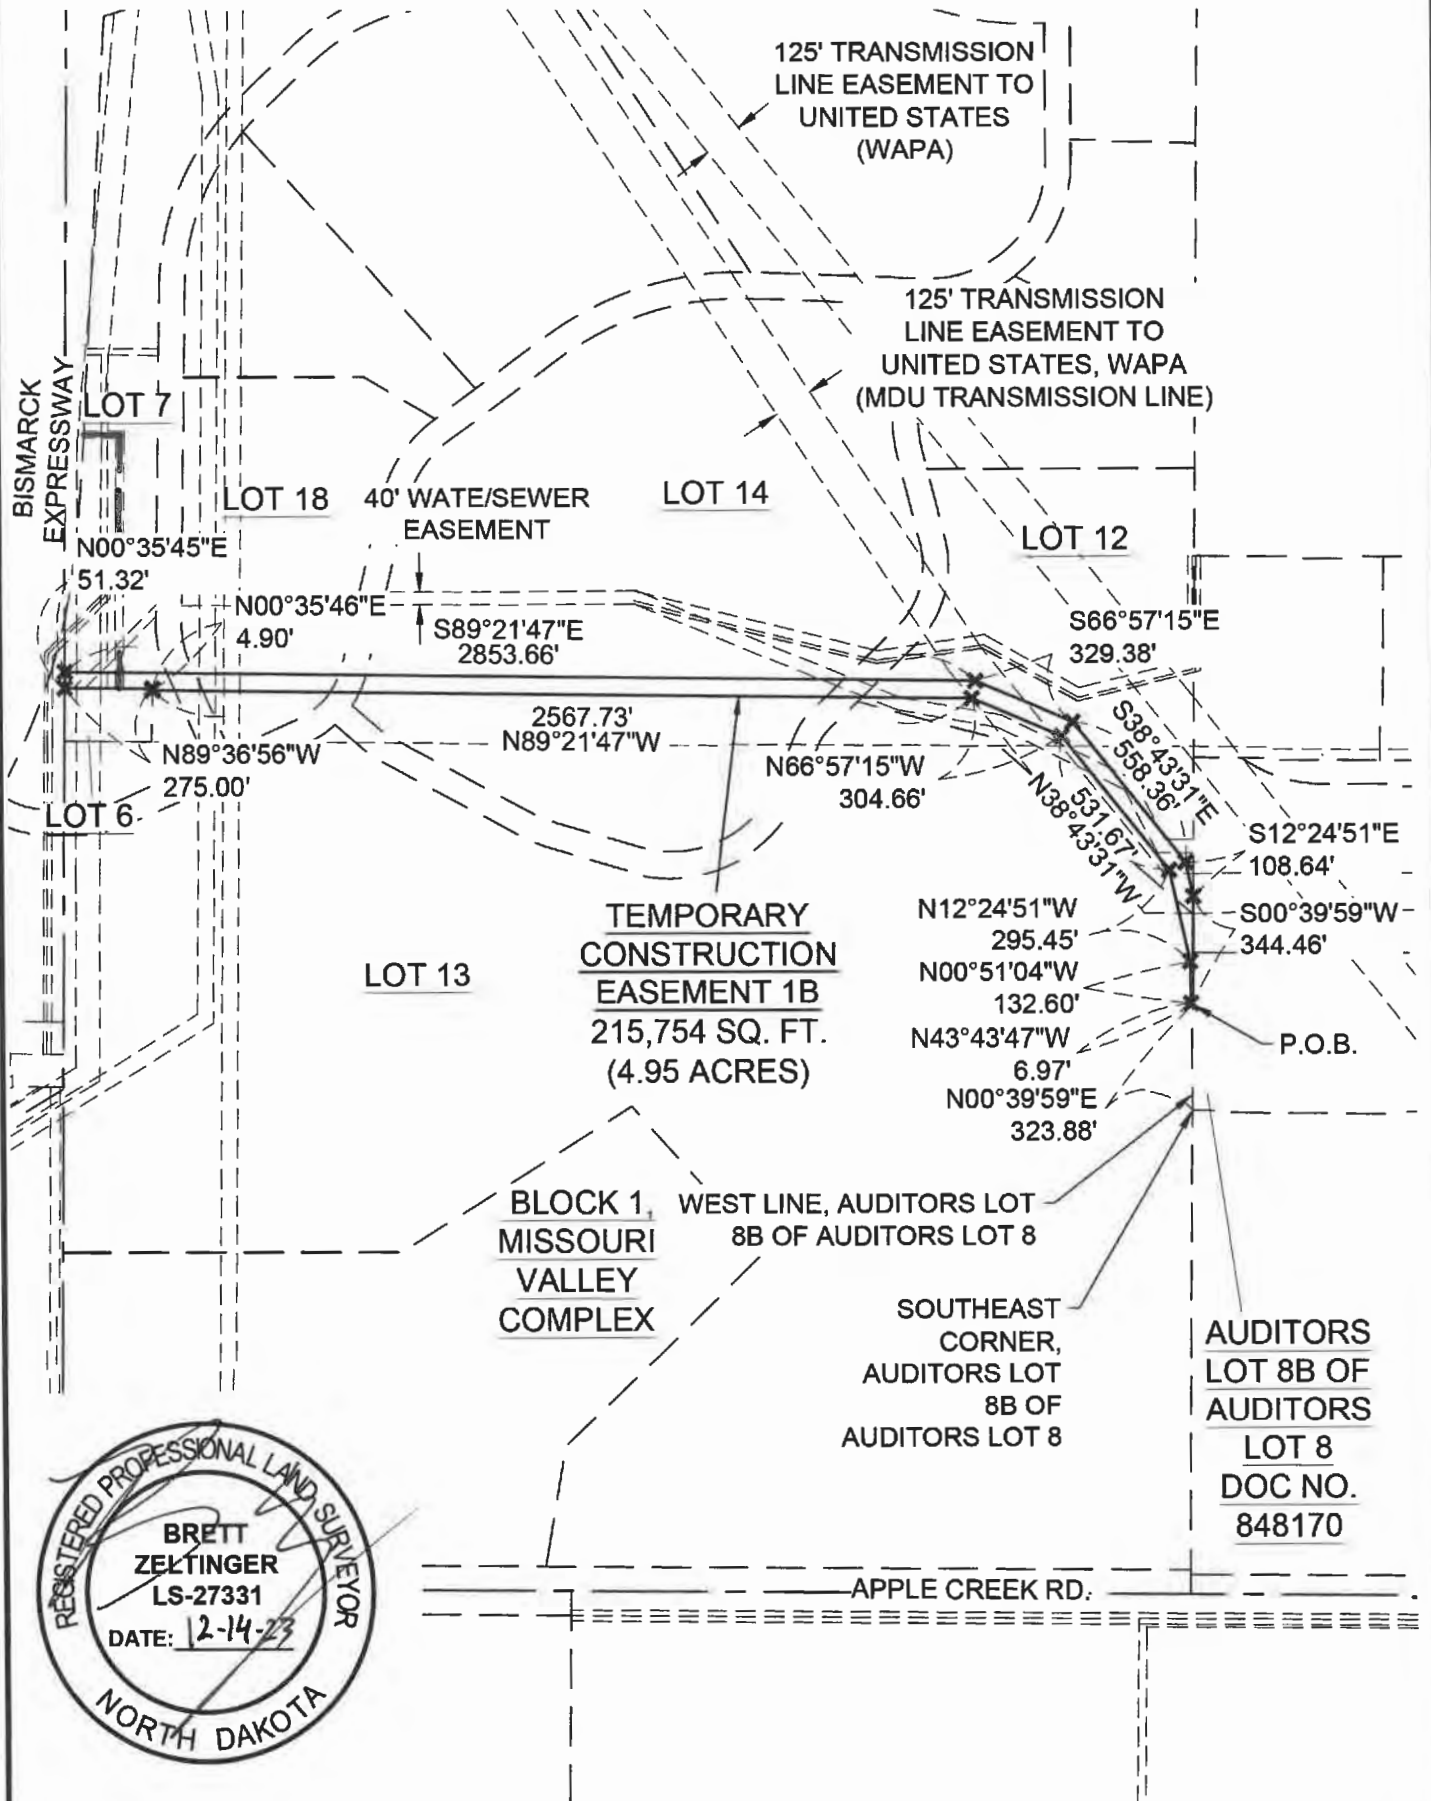 125' TRANSMISSION
LINE EASEMENT TO
UNITED STATES
(WAPA)
125' TRANSMISSION
LINE EASEMENT TO
UNITED STATES, WAPA
(MDU TRANSMISSION LINE)
BISMARCK
EXPRESSWAY
LOT 7
LOT 18
40' WATE/SEWER
EASEMENT
LOT 14
LOT 12
N00°35'45"E
51.32'
N00°35'46"E
4.90'
S89°21'47"E
2853.66'
S66°57'15"E
329.38'
2567.73'
N89°21'47"W
N89°36'56"W
275.00'
N66°57'15"W
304.66'
S38°43'31"E
558.36'
531.67'
N38°43'31"W
LOT 6
S12°24'51"E
108.64'
N12°24'51"W
295.45'
S00°39'59"W
344.46'
N00°51'04"W
132.60'
N43°43'47"W
6.97'
P.O.B.
N00°39'59"E
323.88'
TEMPORARY
CONSTRUCTION
EASEMENT 1B
215,754 SQ. FT.
(4.95 ACRES)
LOT 13
BLOCK 1,
MISSOURI
VALLEY
COMPLEX
WEST LINE, AUDITORS LOT
8B OF AUDITORS LOT 8
SOUTHEAST
CORNER,
AUDITORS LOT
8B OF
AUDITORS LOT 8
AUDITORS
LOT 8B OF
AUDITORS
LOT 8
DOC NO.
848170
APPLE CREEK RD.
REGISTERED PROFESSIONAL LAND SURVEYOR
BRETT
ZELTINGER
LS-27331
DATE: 12-14-23
NORTH DAKOTA